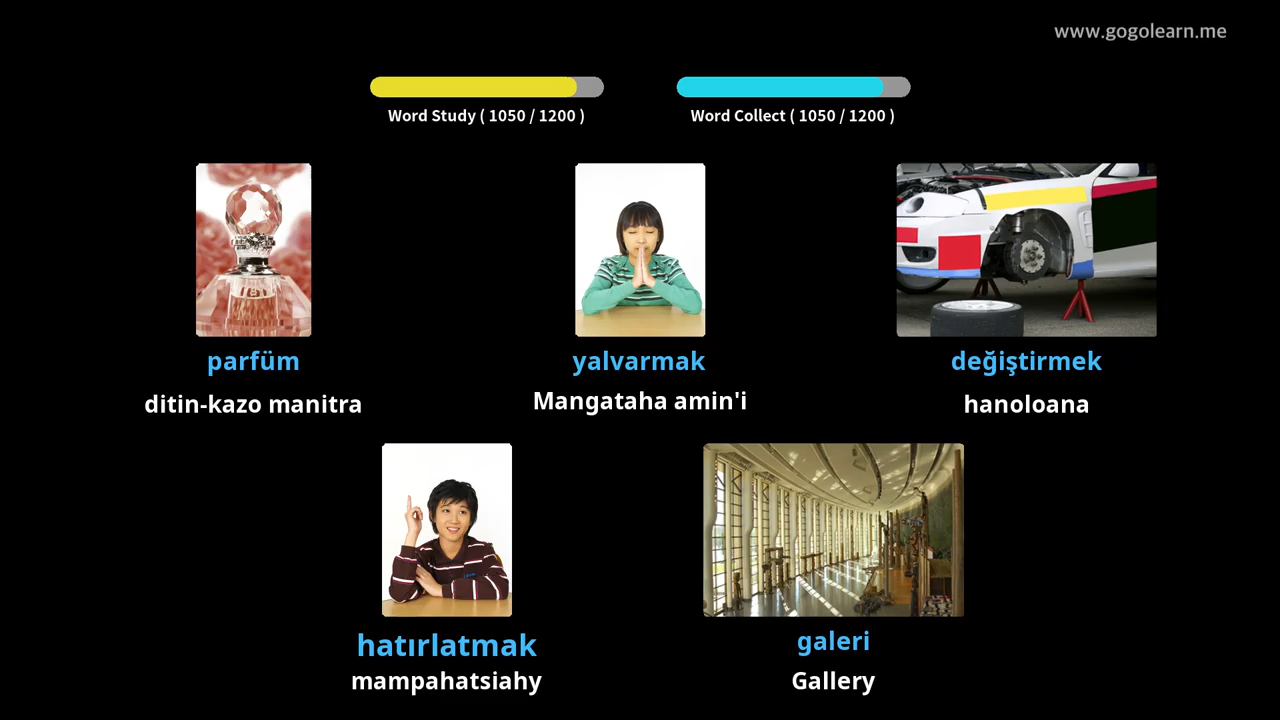 www.gogolearn.me
Word Study ( 1050 / 1200 )
Word Collect ( 1050 / 1200 )
parfüm
ditin-kazo manitra
yalvarmak
Mangataha amin'i
değiştirmek
hanoloana
hatırlatmak
mampahatsiahy
galeri
Gallery